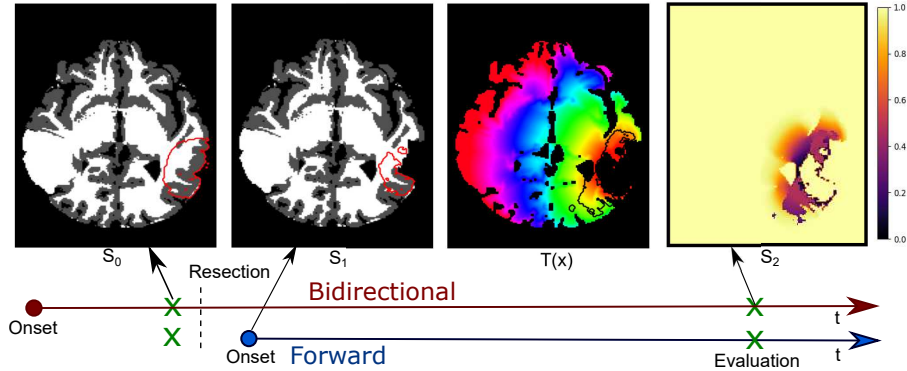 1.0
0.8
0.6
0.4
0.2
0.0
S0
S1
T(x)
S2
Resection
Bidirectional
X
X
t
Onset
X
X
Onset
Forward
Evaluation
t